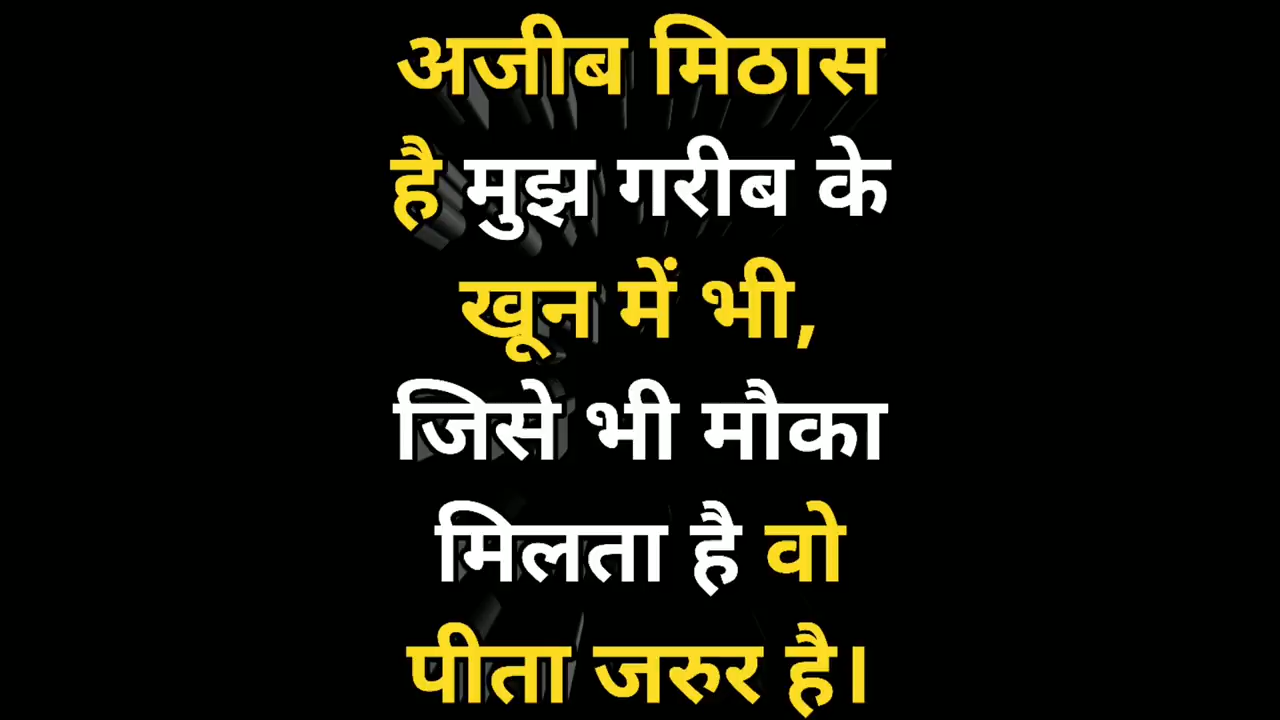 अजीब मिठास
है मुझ गरीब के
खून में भी,
जिसे भी मौका
मिलता है वो
पीता जरुर है।